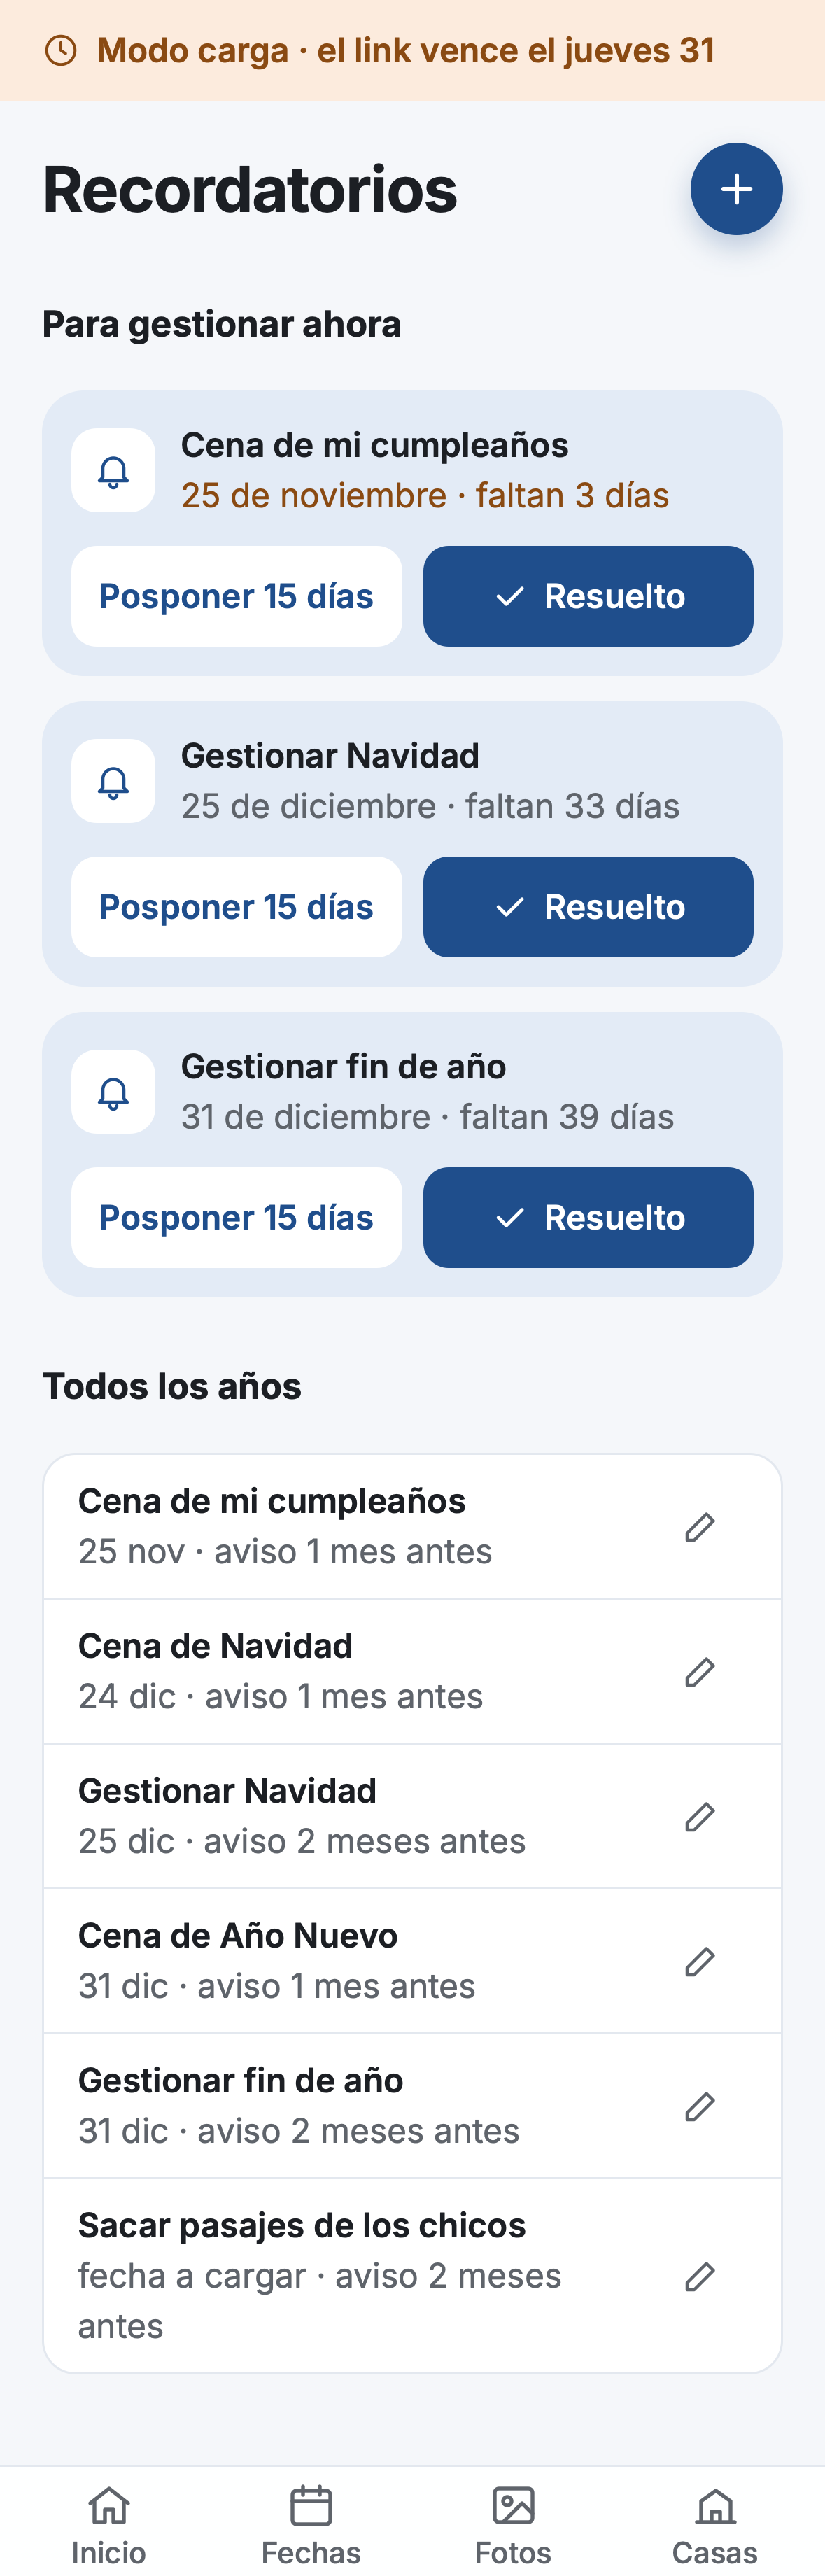 Modo carga · el link vence el jueves 31
Recordatorios
Para gestionar ahora
Cena de mi cumpleaños
25 de noviembre · faltan 3 días
Posponer 15 días
Resuelto
Gestionar Navidad
25 de diciembre · faltan 33 días
Posponer 15 días
Resuelto
Gestionar fin de año
31 de diciembre · faltan 39 días
Posponer 15 días
Resuelto
Todos los años
Cena de mi cumpleaños
25 nov · aviso 1 mes antes
Cena de Navidad
24 dic · aviso 1 mes antes
Gestionar Navidad
25 dic · aviso 2 meses antes
Cena de Año Nuevo
31 dic · aviso 1 mes antes
Gestionar fin de año
31 dic · aviso 2 meses antes
Sacar pasajes de los chicos
fecha a cargar · aviso 2 meses
antes
Inicio
Fechas
Fotos
Casas